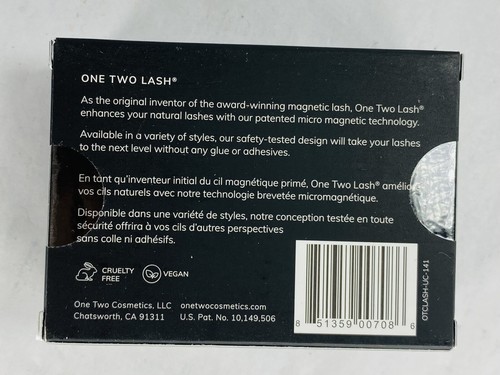 ONE TWO LASH®
As the original inventor of the award-winning magnetic lash, One Two Lash®
enhances your natural lashes with our patented micro magnetic technology.
Available in a variety of styles, our safety-tested design will take your lashes
to the next level without any glue or adhesives.
En tant qu'inventeur initial du cil magnétique primé, One Two Lash® améliore
vos cils naturels avec notre technologie brevetée micromagnétique.
Disponible dans une variété de styles, notre conception testée en toute
sécurité offrira à vos cils d'autres perspectives
sans colle ni adhésifs.
CRUELTY
FREE
VEGAN
One Two Cosmetics, LLC
Chatsworth, CA 91311
onetwocosmetics.com
U.S. Pat. No. 10,149,506
8 51359 00708 6
OTCLASH-UC-141